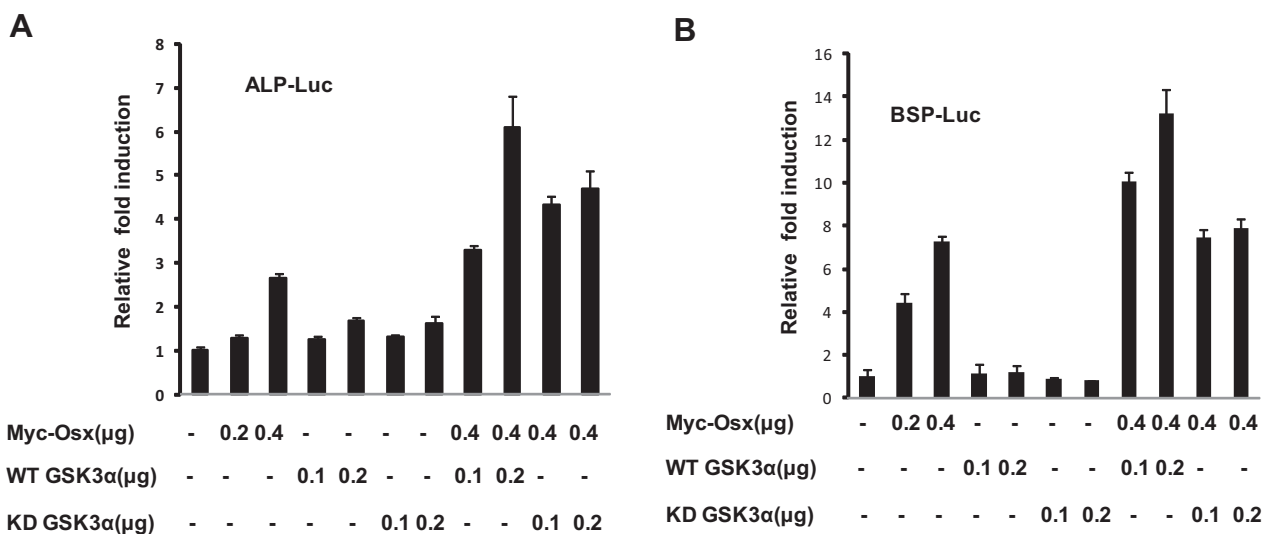 A
8
7
6
5
4
3
2
1
0
Relative fold induction
ALP-Luc
Myc-Osx(μg) - 0.2 0.4 - - - - 0.4 0.4 0.4 0.4
WT GSK3α(μg) - - - 0.1 0.2 - - 0.1 0.2 - -
KD GSK3α(μg) - - - - - 0.1 0.2 - - 0.1 0.2
B
16
14
12
10
8
6
4
2
0
Relative fold induction
BSP-Luc
Myc-Osx(μg) - 0.2 0.4 - - - - 0.4 0.4 0.4 0.4
WT GSK3α(μg) - - - 0.1 0.2 - - 0.1 0.2 - -
KD GSK3α(μg) - - - - - 0.1 0.2 - - 0.1 0.2